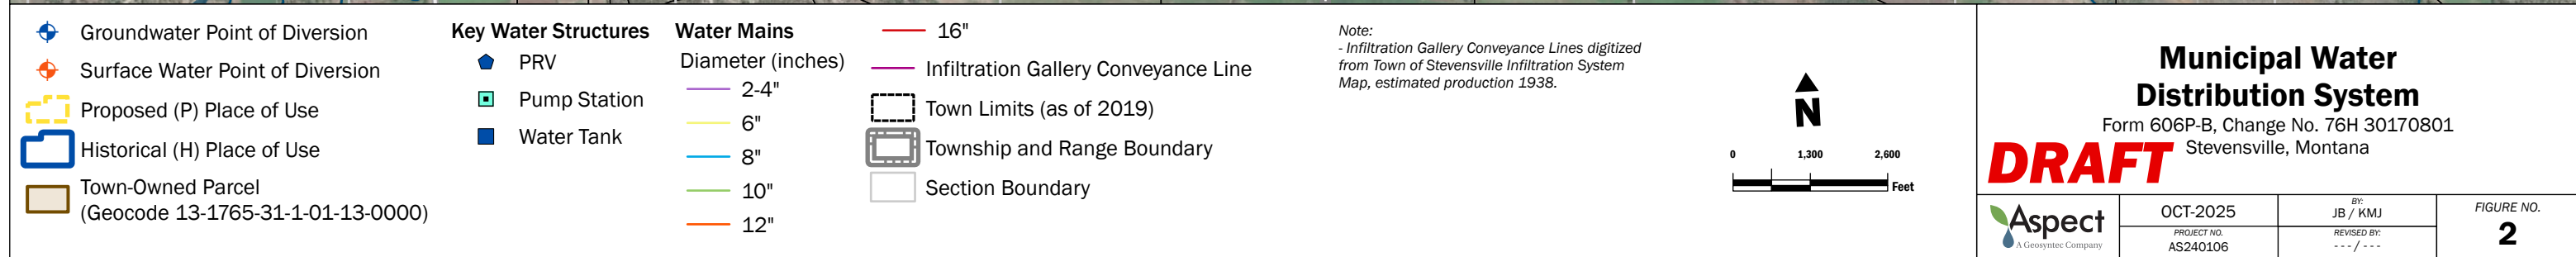 Groundwater Point of Diversion
Surface Water Point of Diversion
Proposed (P) Place of Use
Historical (H) Place of Use
Town-Owned Parcel
(Geocode 13-1765-31-1-01-13-0000)
Key Water Structures
PRV
Pump Station
Water Tank
Water Mains
Diameter (inches)
2-4"
6"
8"
10"
12"
16"
Infiltration Gallery Conveyance Line
Town Limits (as of 2019)
Township and Range Boundary
Section Boundary
Note:
- Infiltration Gallery Conveyance Lines digitized
from Town of Stevensville Infiltration System
Map, estimated production 1938.
N
0 1,300 2,600
Feet
Municipal Water
Distribution System
Form 606P-B, Change No. 76H 30170801
Stevensville, Montana
DRAFT
Aspect
A Geosyntec Company
OCT-2025
PROJECT NO.
AS240106
BY:
JB / KMJ
REVISED BY:
- - - / - - -
FIGURE NO.
2